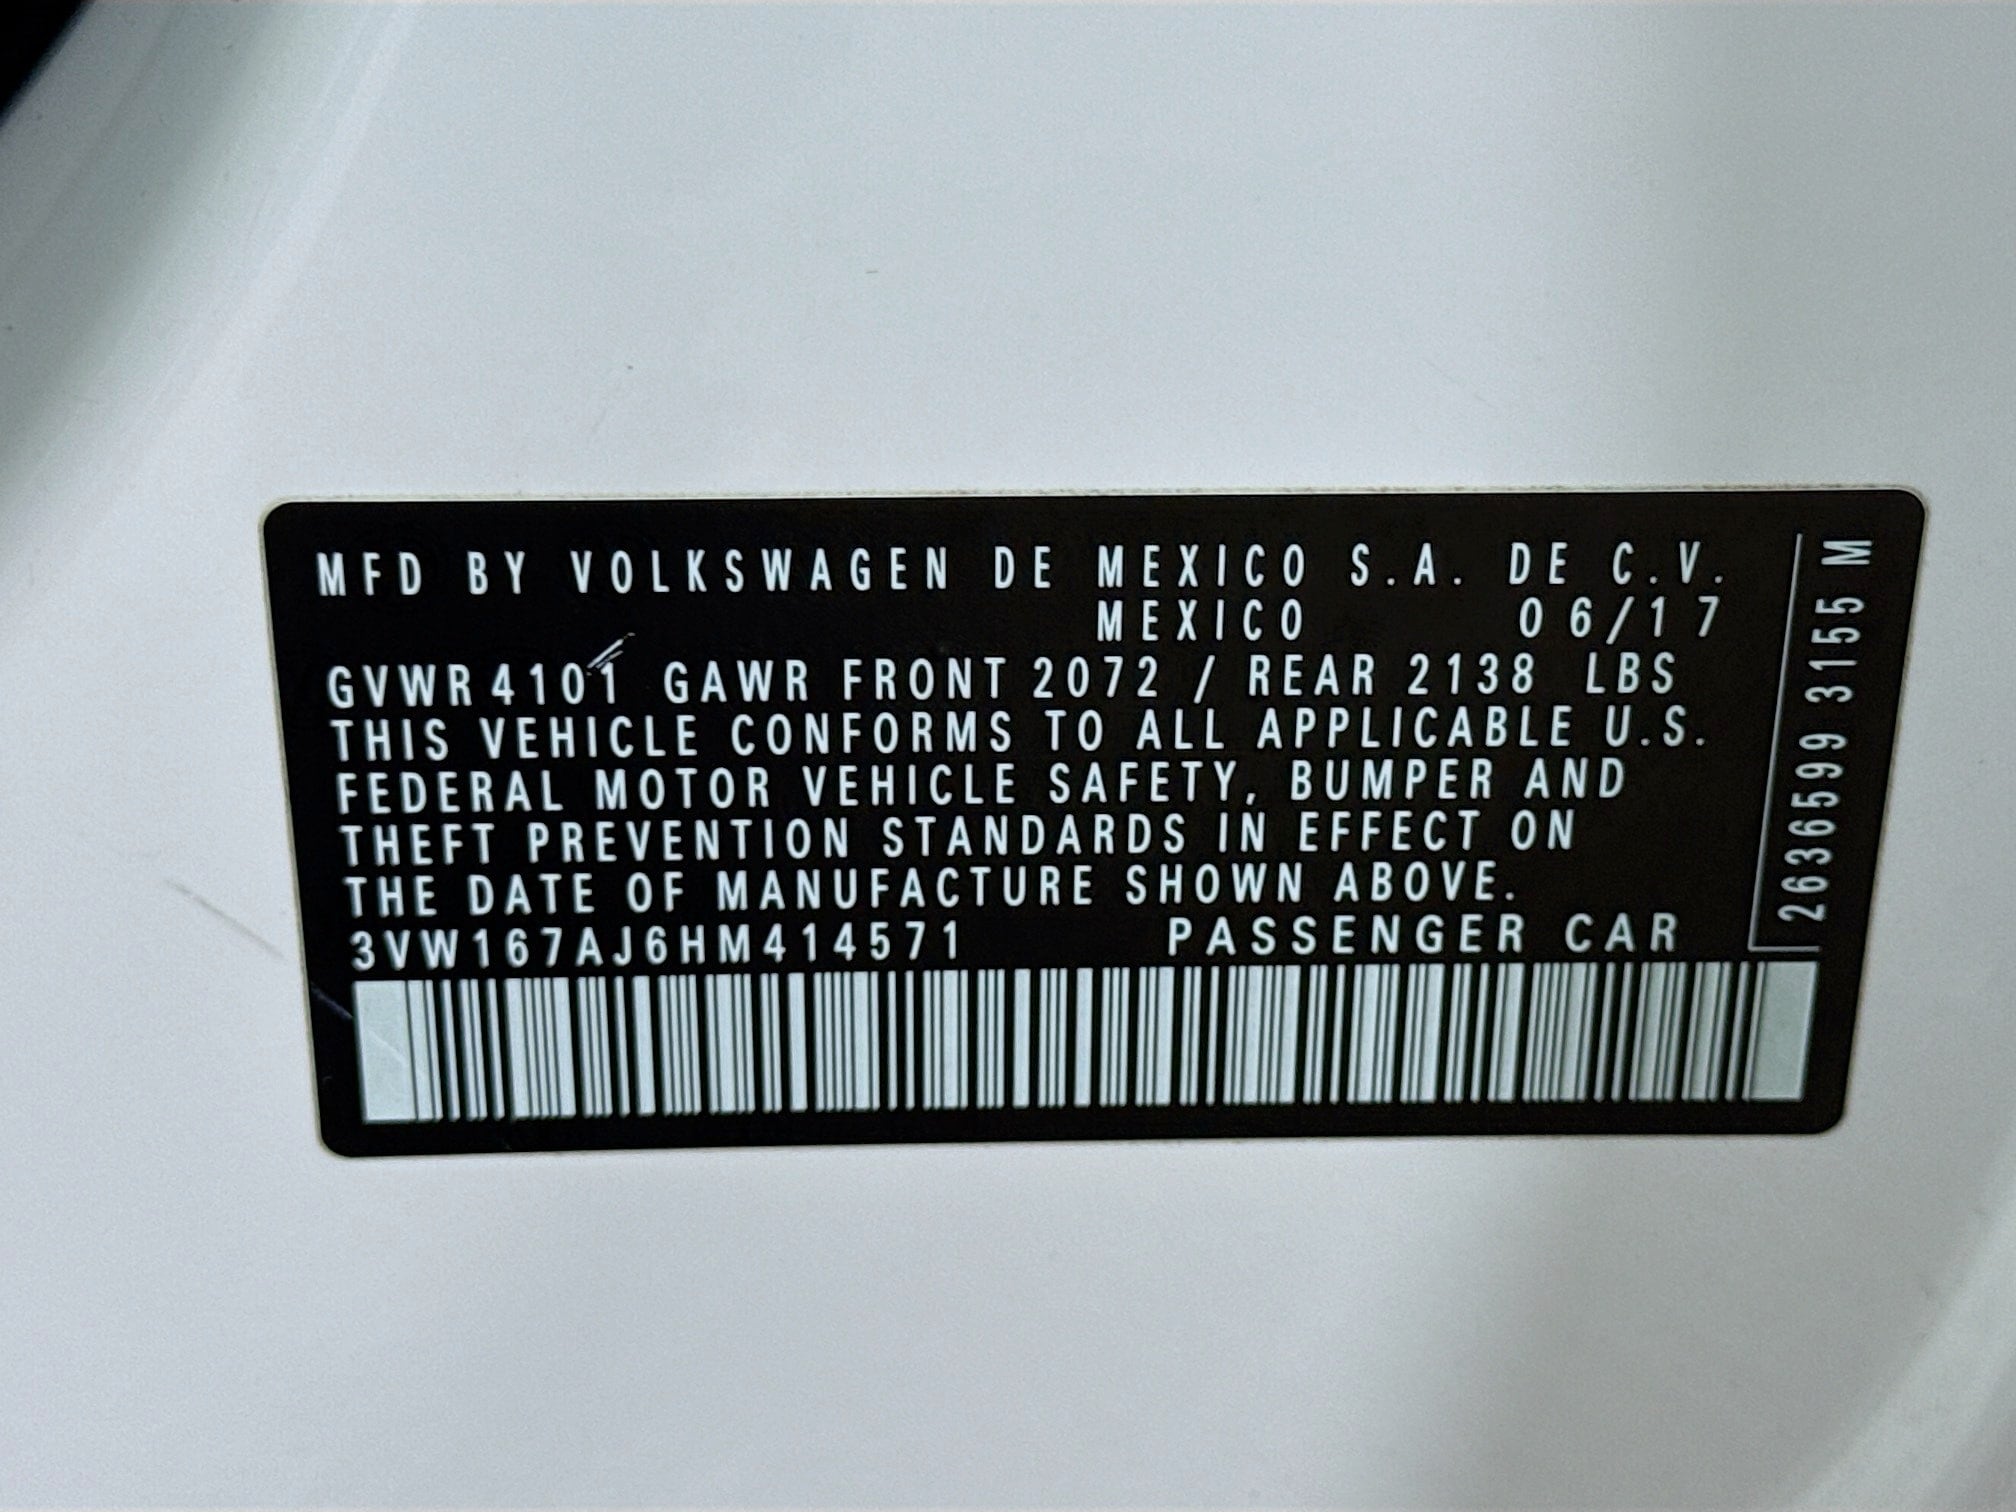 MFD BY VOLKSWAGEN DE MEXICO S.A. DE C.V.
MEXICO 06/17
GVWR 4101 GAWR FRONT 2072 / REAR 2138 LBS
THIS VEHICLE CONFORMS TO ALL APPLICABLE U.S.
FEDERAL MOTOR VEHICLE SAFETY, BUMPER AND
THEFT PREVENTION STANDARDS IN EFFECT ON
THE DATE OF MANUFACTURE SHOWN ABOVE.
3VW167AJ6HM414571 PASSENGER CAR
2636599 3155 M